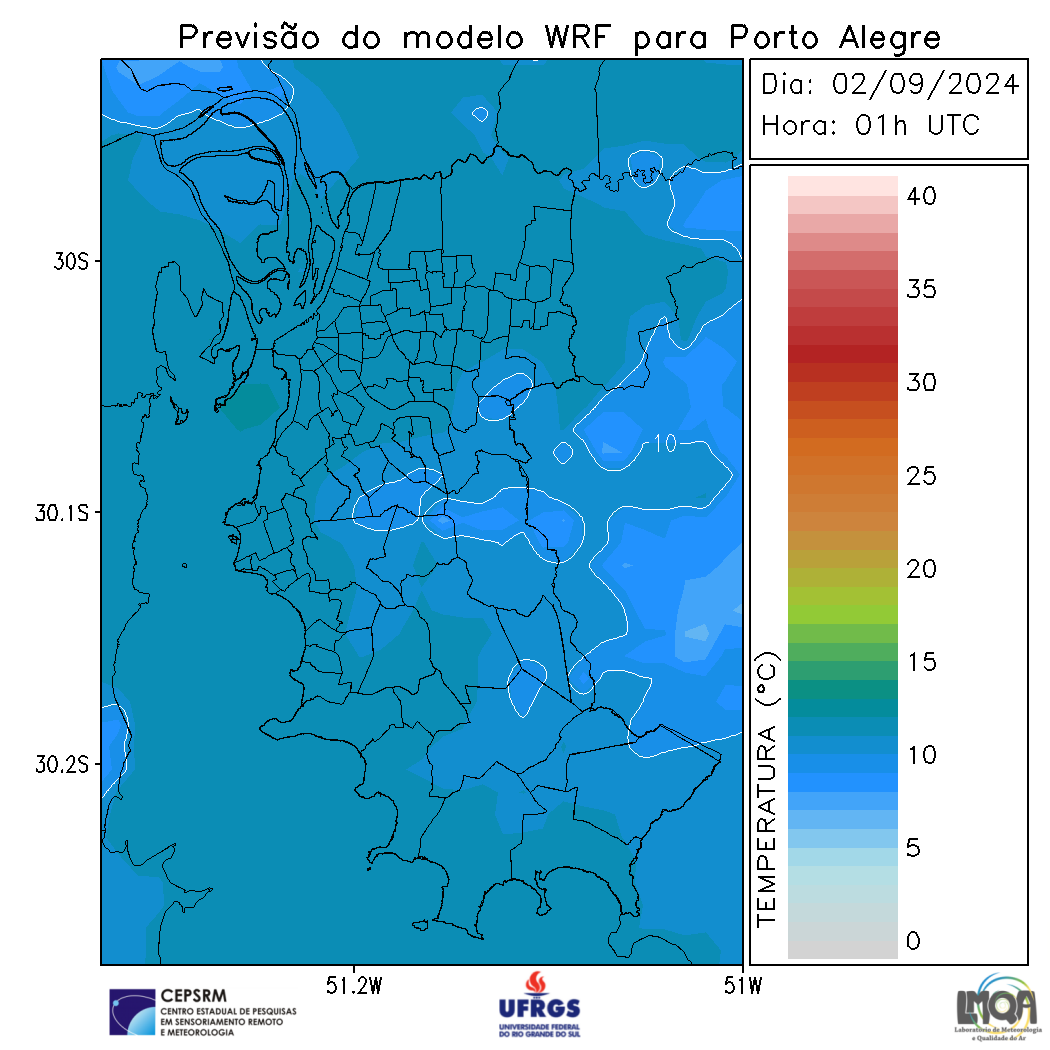 Previsão do modelo WRF para Porto Alegre
Dia: 02/09/2024
Hora: 01h UTC
40
35
30
25
20
15
10
5
0
TEMPERATURA (°C)
30S
30.1S
30.2S
10
51.2W
51W
CEPSRM
CENTRO ESTADUAL DE PESQUISAS
EM SENSORIAMENTO REMOTO
E METEOROLOGIA
UFRGS
UNIVERSIDADE FEDERAL
DO RIO GRANDE DO SUL
LMQA
Laboratório de Meteorologia
e Qualidade do Ar